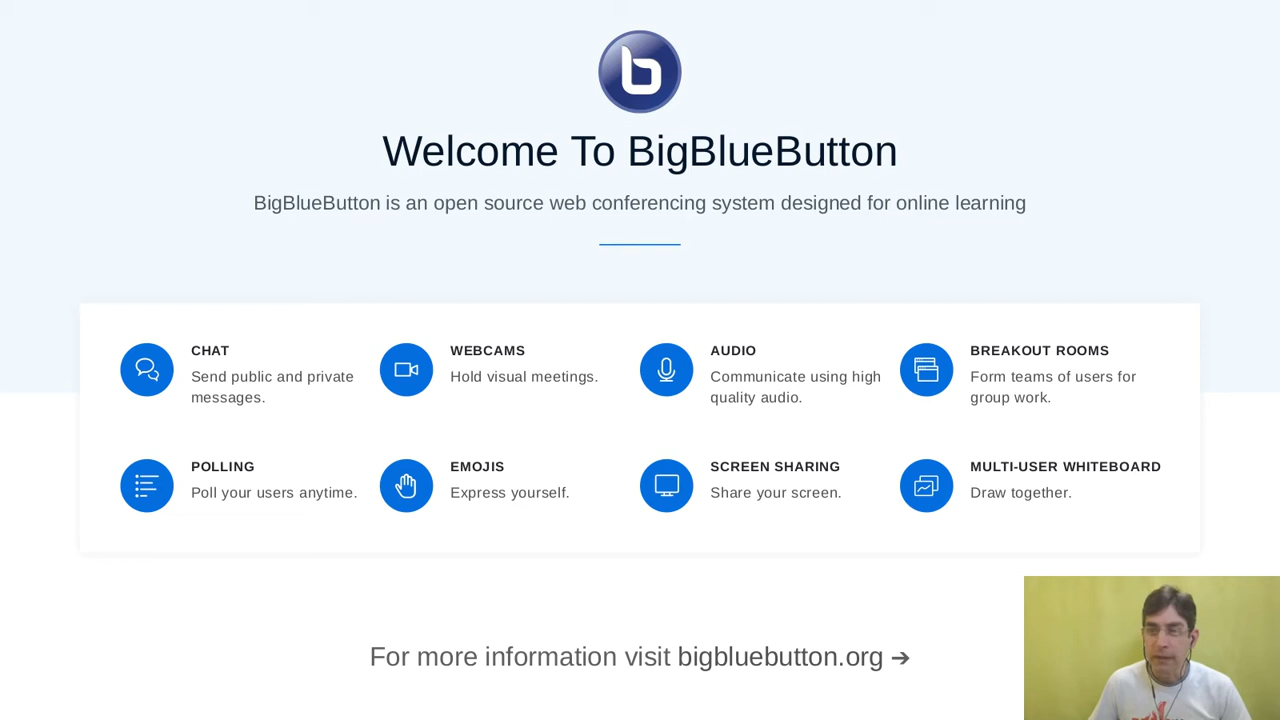 Welcome To BigBlueButton
BigBlueButton is an open source web conferencing system designed for online learning
CHAT
Send public and private
messages.
WEBCAMS
Hold visual meetings.
AUDIO
Communicate using high
quality audio.
BREAKOUT ROOMS
Form teams of users for
group work.
POLLING
Poll your users anytime.
EMOJIS
Express yourself.
SCREEN SHARING
Share your screen.
MULTI-USER WHITEBOARD
Draw together.
For more information visit bigbluebutton.org ➔